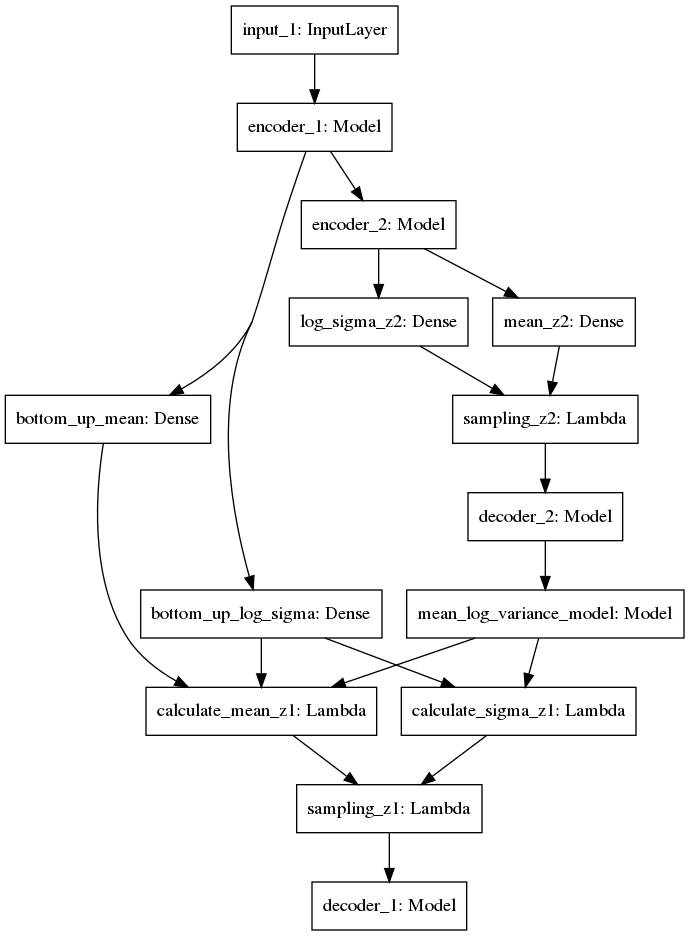 input_1: InputLayer
encoder_1: Model
encoder_2: Model
log_sigma_z2: Dense
mean_z2: Dense
bottom_up_mean: Dense
sampling_z2: Lambda
decoder_2: Model
bottom_up_log_sigma: Dense
mean_log_variance_model: Model
calculate_mean_z1: Lambda
calculate_sigma_z1: Lambda
sampling_z1: Lambda
decoder_1: Model